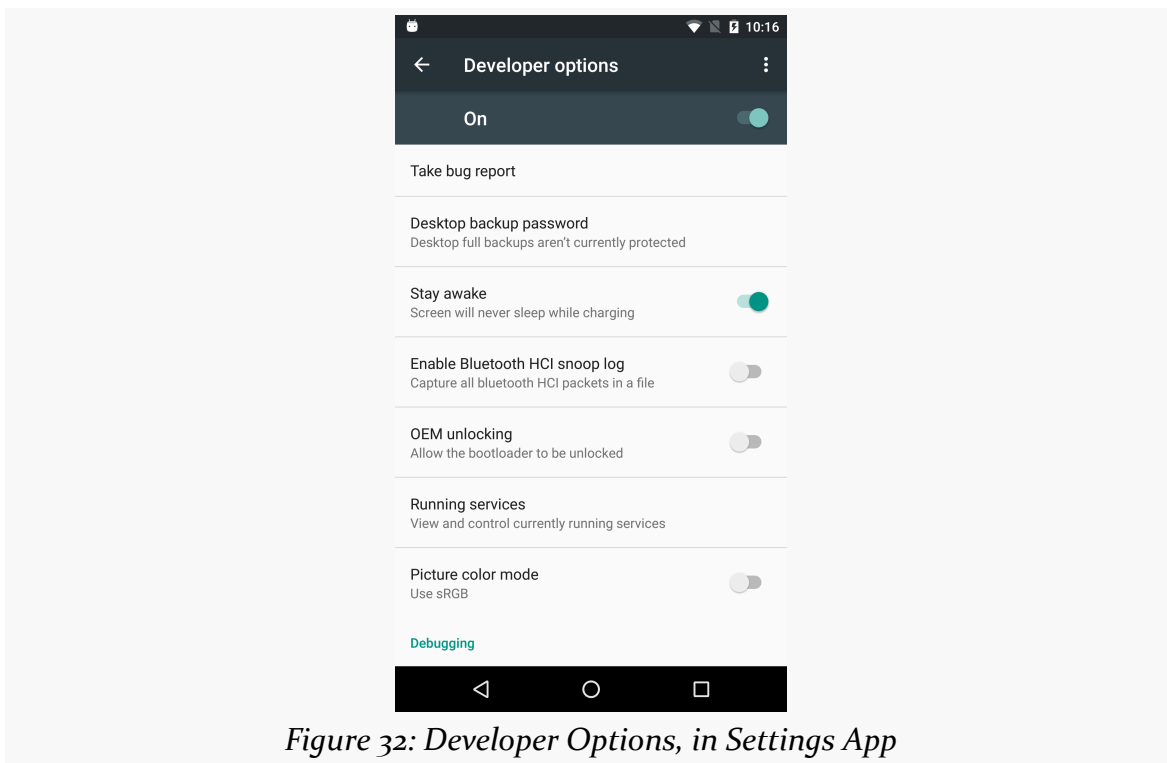 10:16
Developer options
On
Take bug report
Desktop backup password
Desktop full backups aren't currently protected
Stay awake
Screen will never sleep while charging
Enable Bluetooth HCI snoop log
Capture all bluetooth HCI packets in a file
OEM unlocking
Allow the bootloader to be unlocked
Running services
View and control currently running services
Picture color mode
Use sRGB
Debugging
Figure 32: Developer Options, in Settings App